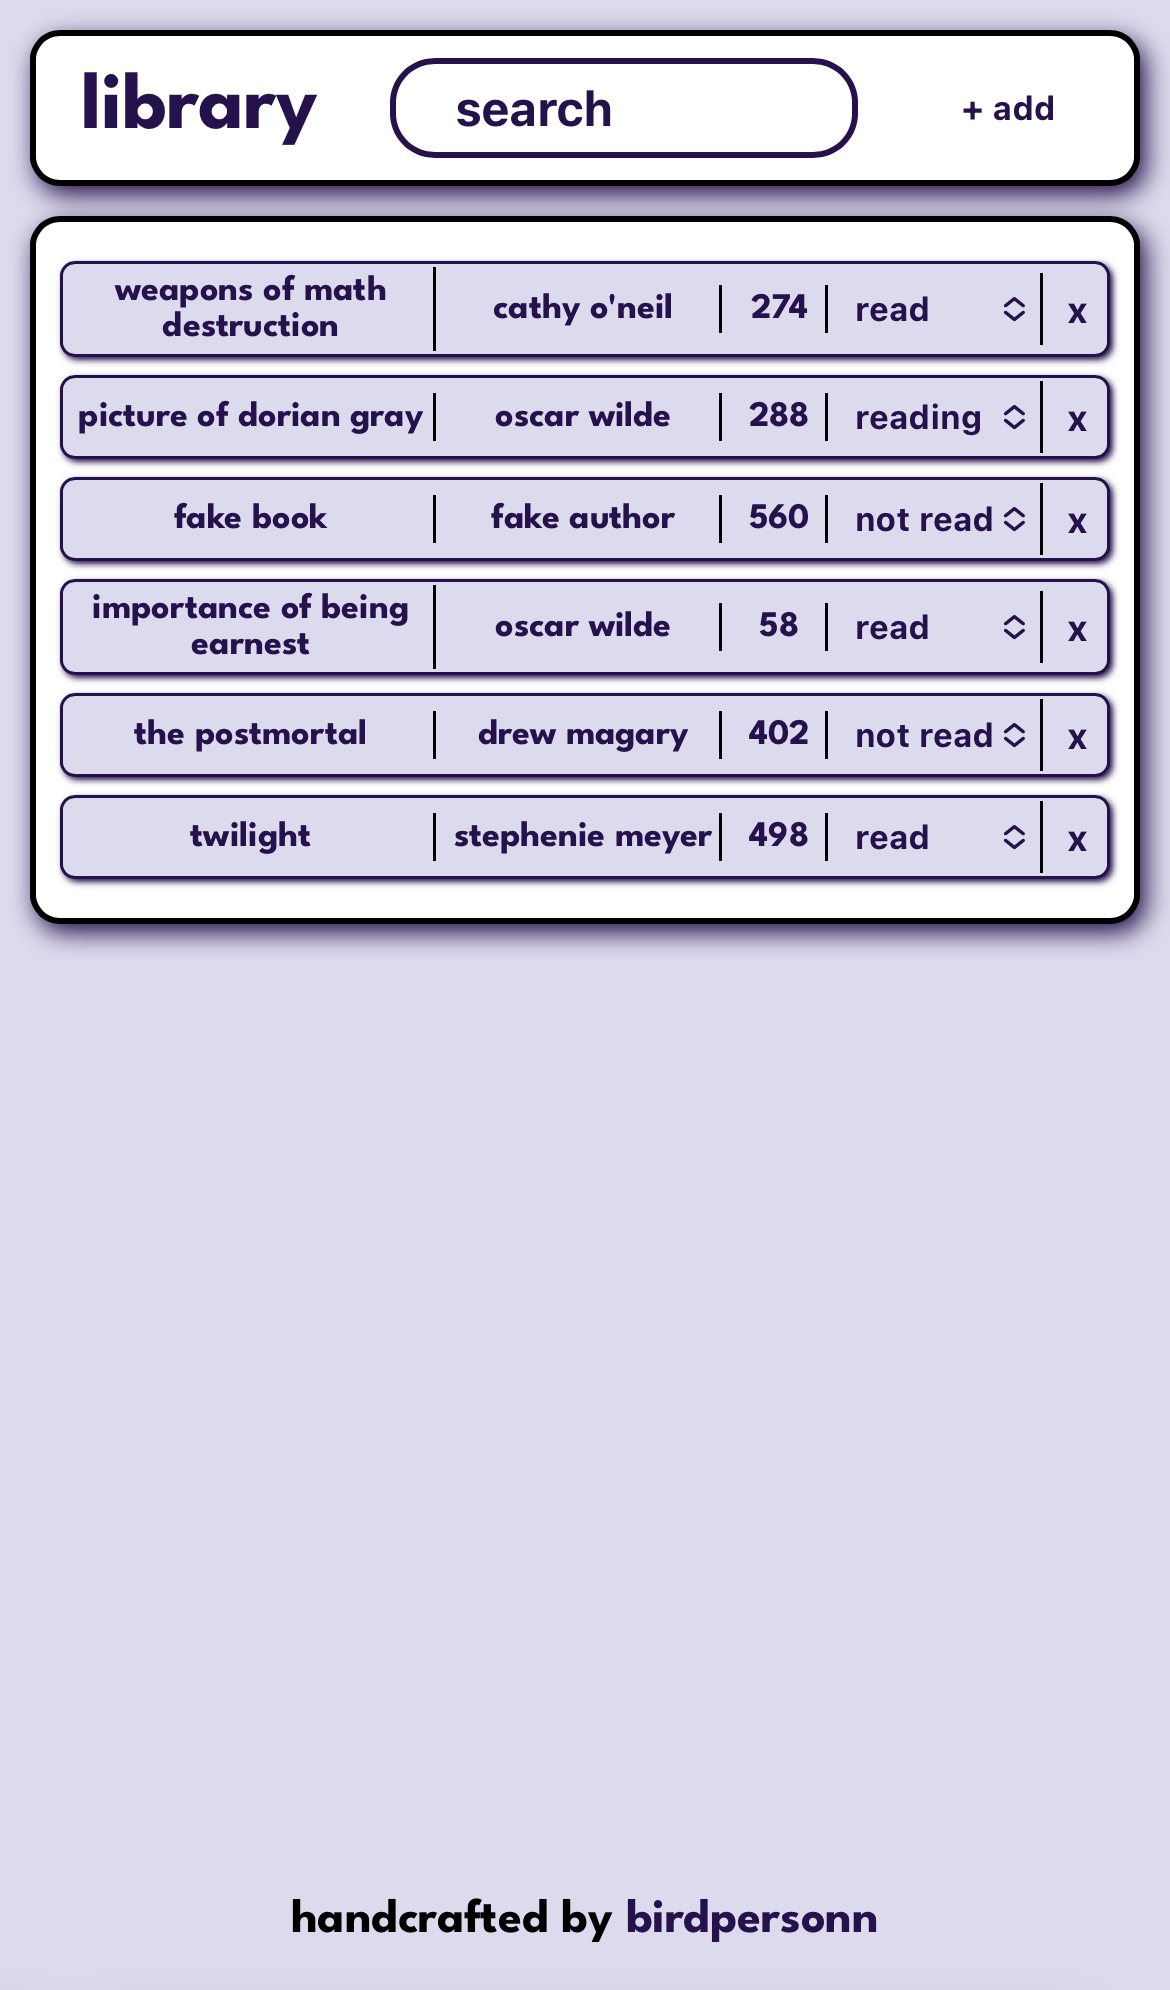 library
search
+ add
weapons of math
destruction
cathy o'neil
274
read
x
picture of dorian gray
oscar wilde
288
reading
x
fake book
fake author
560
not read
x
importance of being
earnest
oscar wilde
58
read
x
the postmortal
drew magary
402
not read
x
twilight
stephenie meyer
498
read
x
handcrafted by birdpersonn